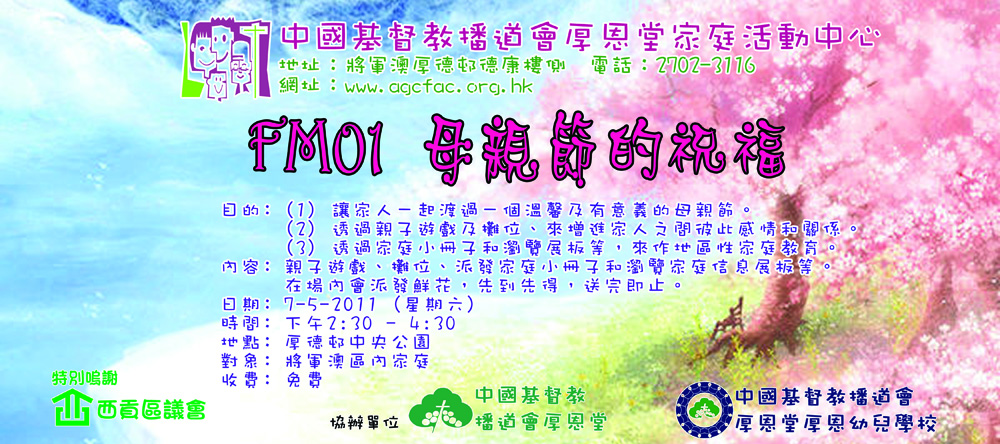 中國基督教播道會厚恩堂家庭活動中心
地址：將軍澳厚德邨德康樓側　電話：2702-3116
網址：www.agcfac.org.hk
FM01 母親節的祝福
目的：(1) 讓家人一起渡過一個溫馨及有意義的母親節。
(2) 透過親子遊戲及攤位、來增進家人之間彼此感情和關係。
(3) 透過家庭小冊子和瀏覽展板等，來作地區性家庭教育。
內容：親子遊戲、攤位、派發家庭小冊子和瀏覽家庭信息展板等。
在場內會派發鮮花，先到先得，送完即止。
日期：7-5-2011 (星期六)
時間：下午2:30 - 4:30
地點：厚德邨中央公園
對象：將軍澳區內家庭
收費：免費
特別鳴謝
西貢區議會
協辦單位
中國基督教
播道會厚恩堂
中國基督教播道會
厚恩堂厚恩幼兒學校